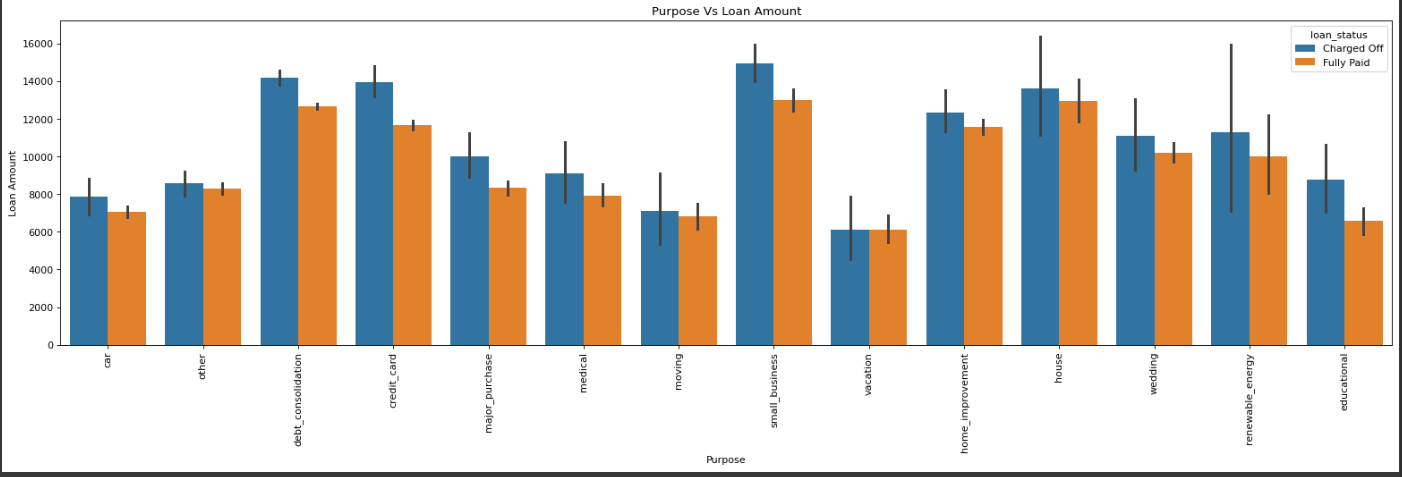 Purpose Vs Loan Amount
loan_status
Charged Off
Fully Paid
Loan Amount
16000
14000
12000
10000
8000
6000
4000
2000
0
car
other
debt_consolidation
credit_card
major_purchase
medical
moving
small_business
vacation
home_improvement
house
wedding
renewable_energy
educational
Purpose